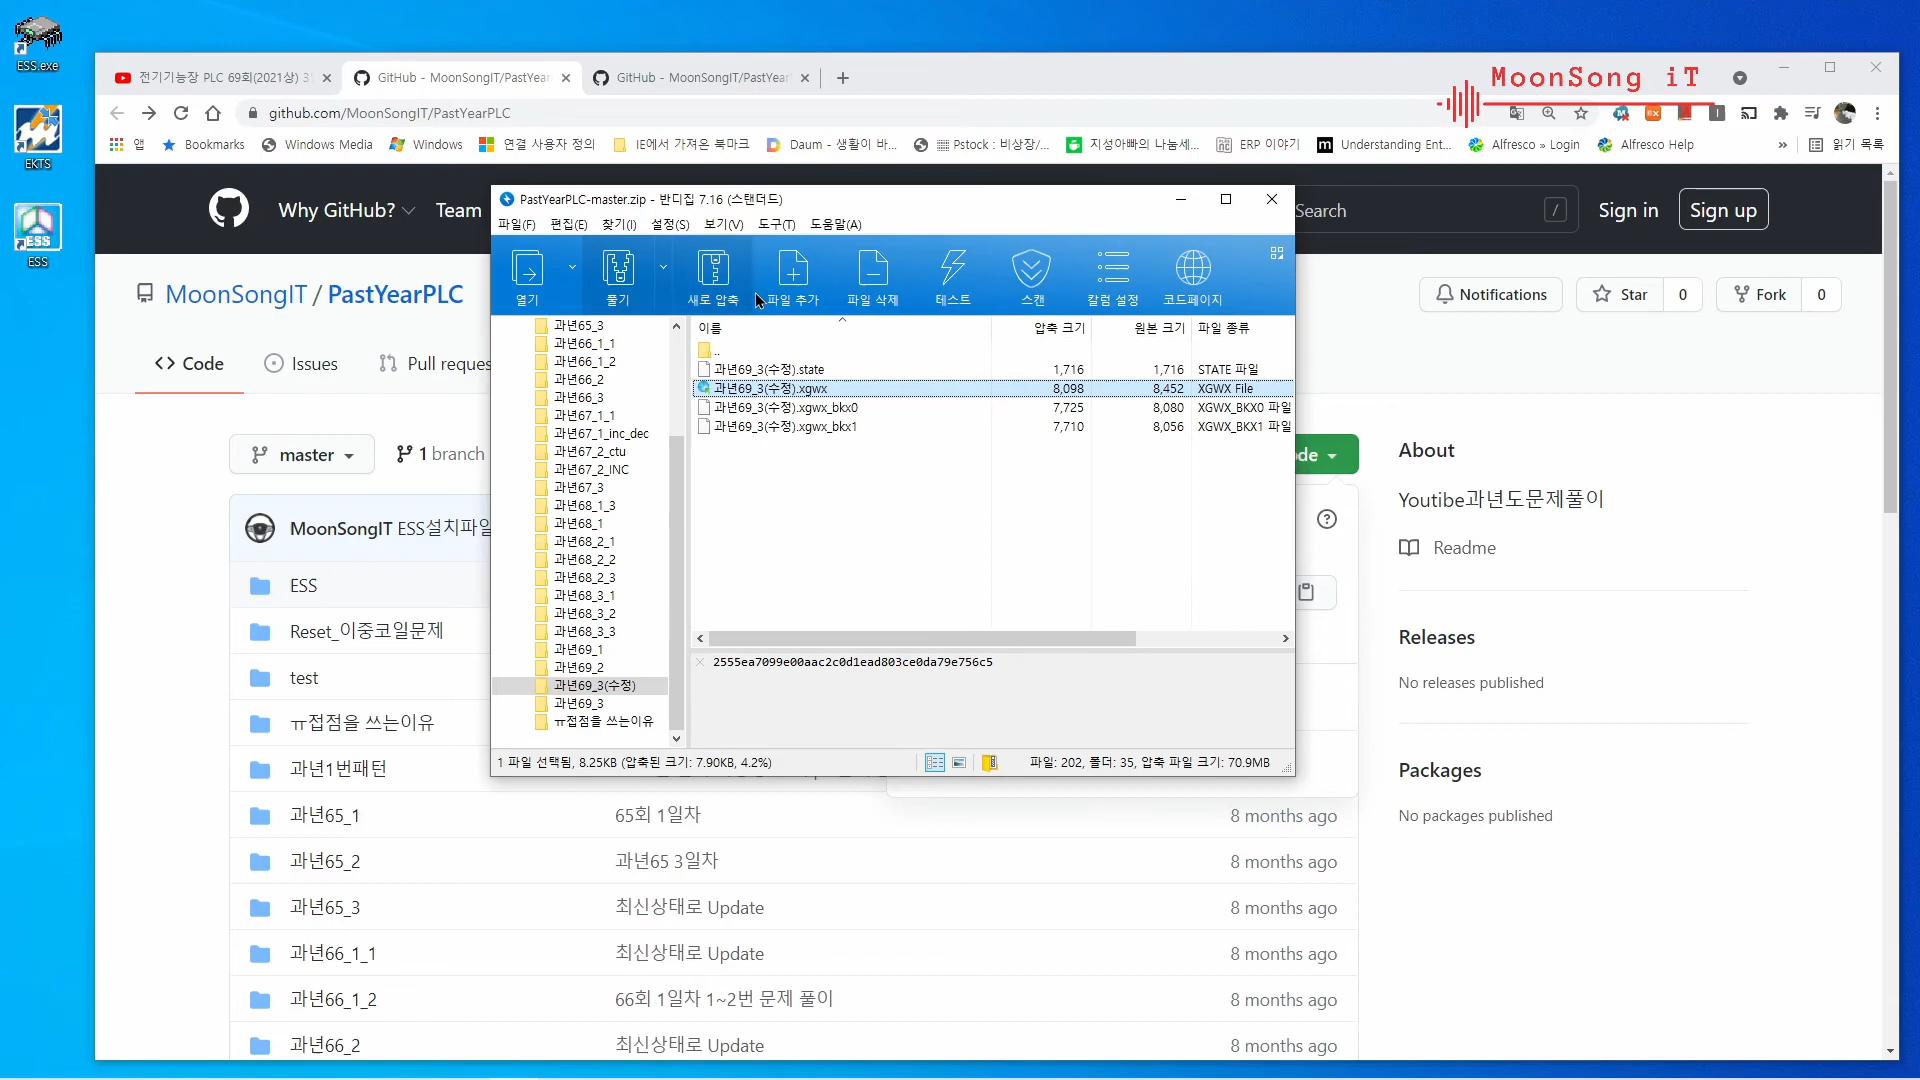 ESS.exe
EKTS
ESS
전기기능장 PLC 69회(2021상)
GitHub - MoonSongIT/PastYear
GitHub - MoonSongIT/PastYear
MoonSong iT
github.com/MoonSongIT/PastYearPLC
앱
Bookmarks
Windows Media
Windows
연결 사용자 정의
IE에서 가져온 북마크
Daum - 생활이 바...
Pstock : 비상장/...
지성아빠의 나눔세...
ERP 이야기
Understanding Ent...
Alfresco » Login
Alfresco Help
»
읽기 목록
Why GitHub?
Team
Search
/
Sign in
Sign up
PastYearPLC-master.zip - 반디집 7.16 (스탠더드)
파일(F) 편집(E) 찾기(I) 설정(S) 보기(V) 도구(T) 도움말(A)
열기
풀기
새로 압축
파일 추가
파일 삭제
테스트
스캔
칼럼 설정
코드페이지
MoonSongIT / PastYearPLC
Notifications
Star 0
Fork 0
Code
Issues
Pull reques
master
1 branch
de
MoonSongIT ESS설치파일
ESS
Reset_이중코일문제
test
ㅠ접점을 쓰는이유
과년1번패턴
과년65_1 65회 1일차 8 months ago
과년65_2 과년65 3일차 8 months ago
과년65_3 최신상태로 Update 8 months ago
과년66_1_1 최신상태로 Update 8 months ago
과년66_1_2 66회 1일차 1~2번 문제 풀이 8 months ago
과년66_2 최신상태로 Update 8 months ago
과년65_3
과년66_1_1
과년66_1_2
과년66_2
과년66_3
과년67_1_1
과년67_1_inc_dec
과년67_2_ctu
과년67_2_INC
과년67_3
과년68_1_3
과년68_1
과년68_2_1
과년68_2_2
과년68_2_3
과년68_3_1
과년68_3_2
과년68_3_3
과년69_1
과년69_2
과년69_3(수정)
과년69_3
ㅠ접점을 쓰는이유
이름 압축 크기 원본 크기 파일 종류
..
과년69_3(수정).state 1,716 1,716 STATE 파일
과년69_3(수정).xgwx 8,098 8,452 XGWX File
과년69_3(수정).xgwx_bkx0 7,725 8,080 XGWX_BKX0 파일
과년69_3(수정).xgwx_bkx1 7,710 8,056 XGWX_BKX1 파일
2555ea7099e00aac2c0d1ead803ce0da79e756c5
1 파일 선택됨, 8.25KB (압축된 크기: 7.90KB, 4.2%)
파일: 202, 폴더: 35, 압축 파일 크기: 70.9MB
About
Youtibe과년도문제풀이
Readme
Releases
No releases published
Packages
No packages published